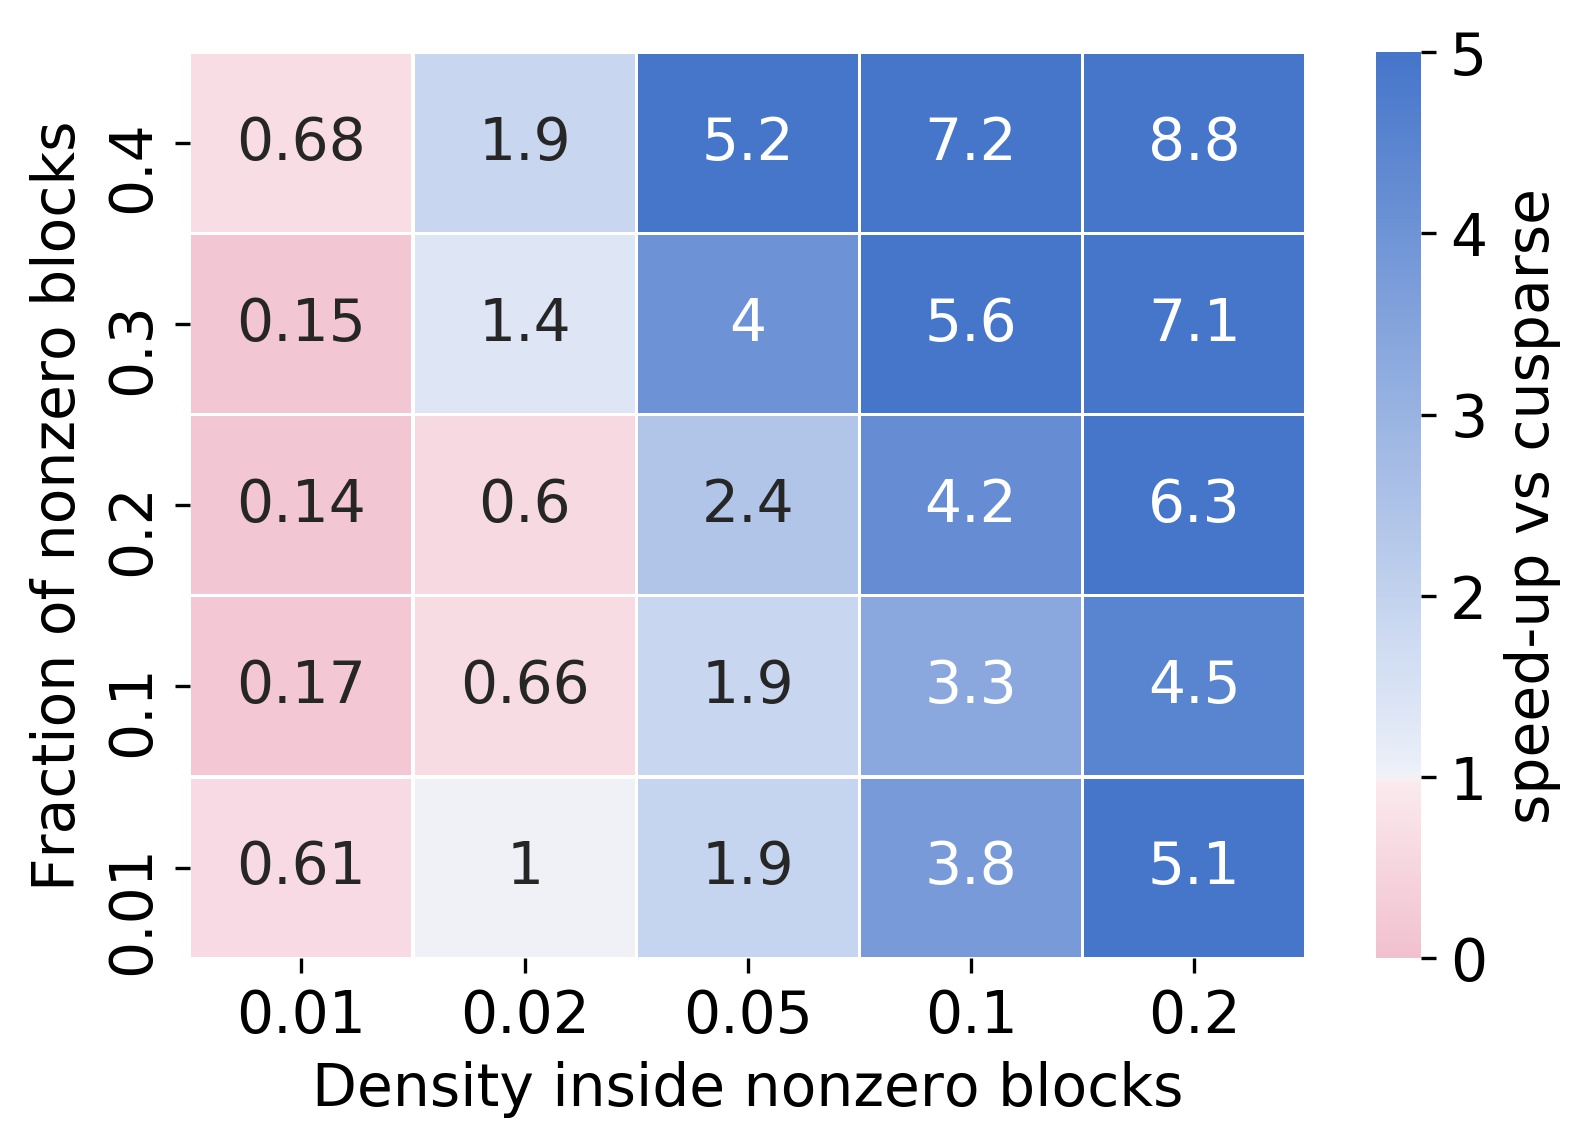 Fraction of nonzero blocks
0.4 0.68 1.9 5.2 7.2 8.8
0.3 0.15 1.4 4 5.6 7.1
0.2 0.14 0.6 2.4 4.2 6.3
0.1 0.17 0.66 1.9 3.3 4.5
0.01 0.61 1 1.9 3.8 5.1
0.01 0.02 0.05 0.1 0.2
Density inside nonzero blocks
5
4
3
2
1
0
speed-up vs cusparse